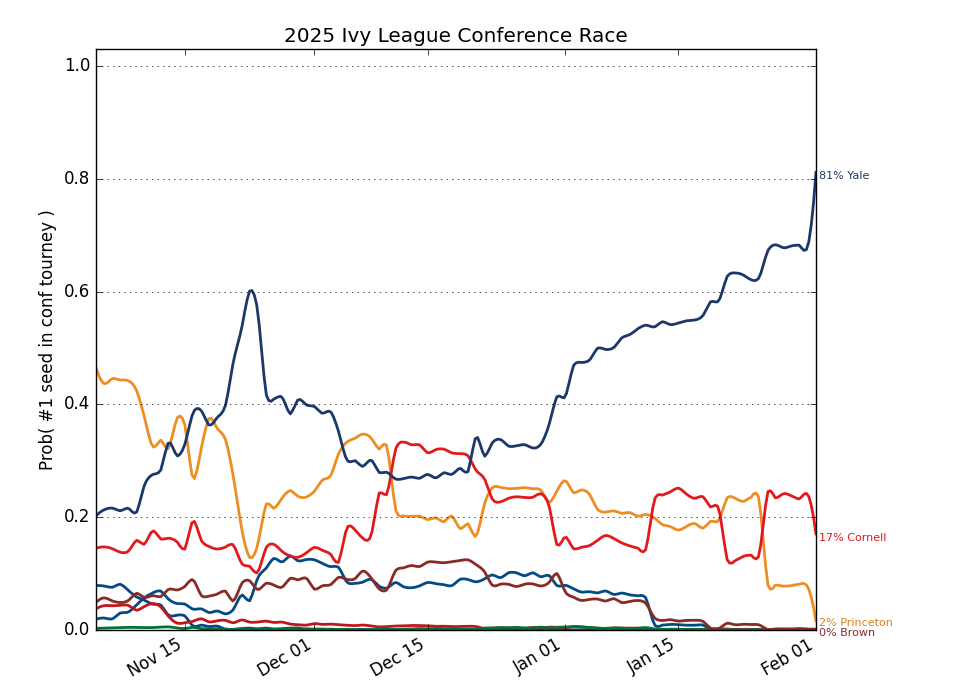 2025 Ivy League Conference Race
Prob( #1 seed in conf tourney )
1.0
0.8
0.6
0.4
0.2
0.0
Nov 15
Dec 01
Dec 15
Jan 01
Jan 15
Feb 01
81% Yale
17% Cornell
2% Princeton
0% Brown